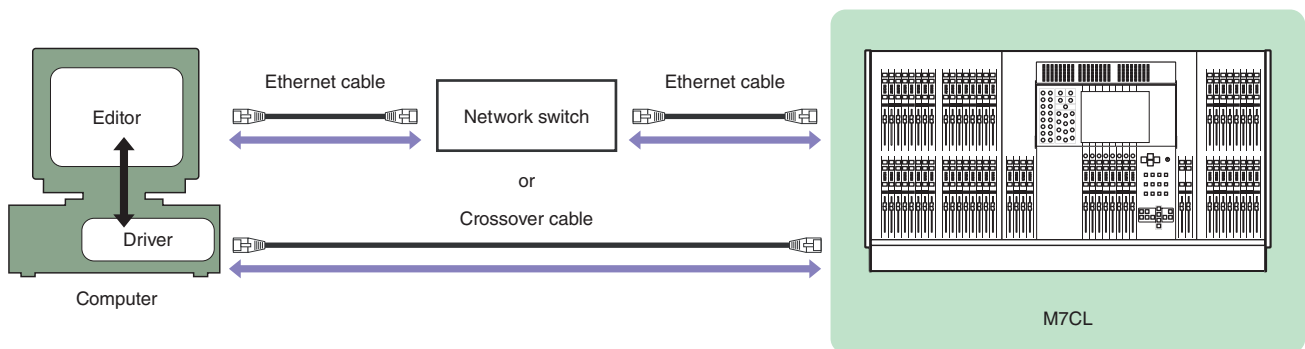 Ethernet cable
Ethernet cable
Editor
Network switch
or
Crossover cable
Driver
Computer
M7CL